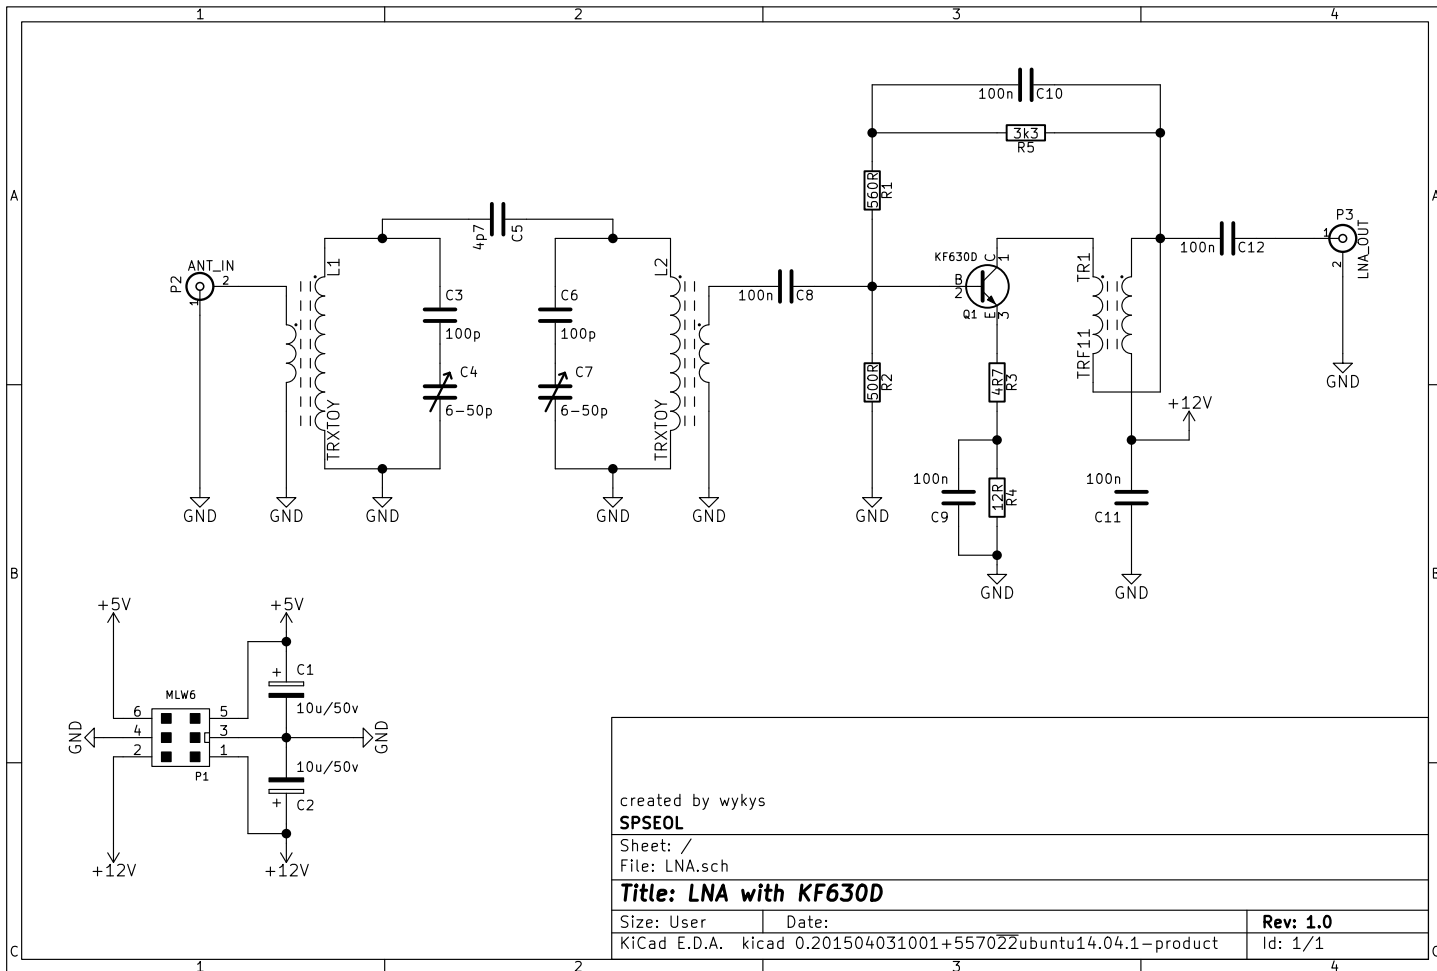 1 2 3 4
A A
B B
C C
1 2 3 4
P2
ANT_IN
2
1
GND
GND
L1
TRXTOY
GND
4p7
C5
C3
100p
C4
6-50p
C6
100p
C7
6-50p
GND
L2
TRXTOY
GND
100n C8
100n C10
3k3
R5
560R
R1
500R
R2
GND
KF630D
C
1
B
2
Q1
E
3
4R7
R3
100n
C9
12R
R4
GND
TR1
TRF11
+12V
100n
C11
GND
100n C12
P3
1
2
LNA_OUT
GND
+5V
+5V
+
C1
10u/50v
MLW6
6 5
4 3
2 1
P1
GND
GND
10u/50v
+
C2
+12V
+12V
created by wykys
SPSEOL
Sheet: /
File: LNA.sch
Title: LNA with KF630D
Size: User Date: Rev: 1.0
KiCad E.D.A. kicad 0.201504031001+557022ubuntu14.04.1-product Id: 1/1